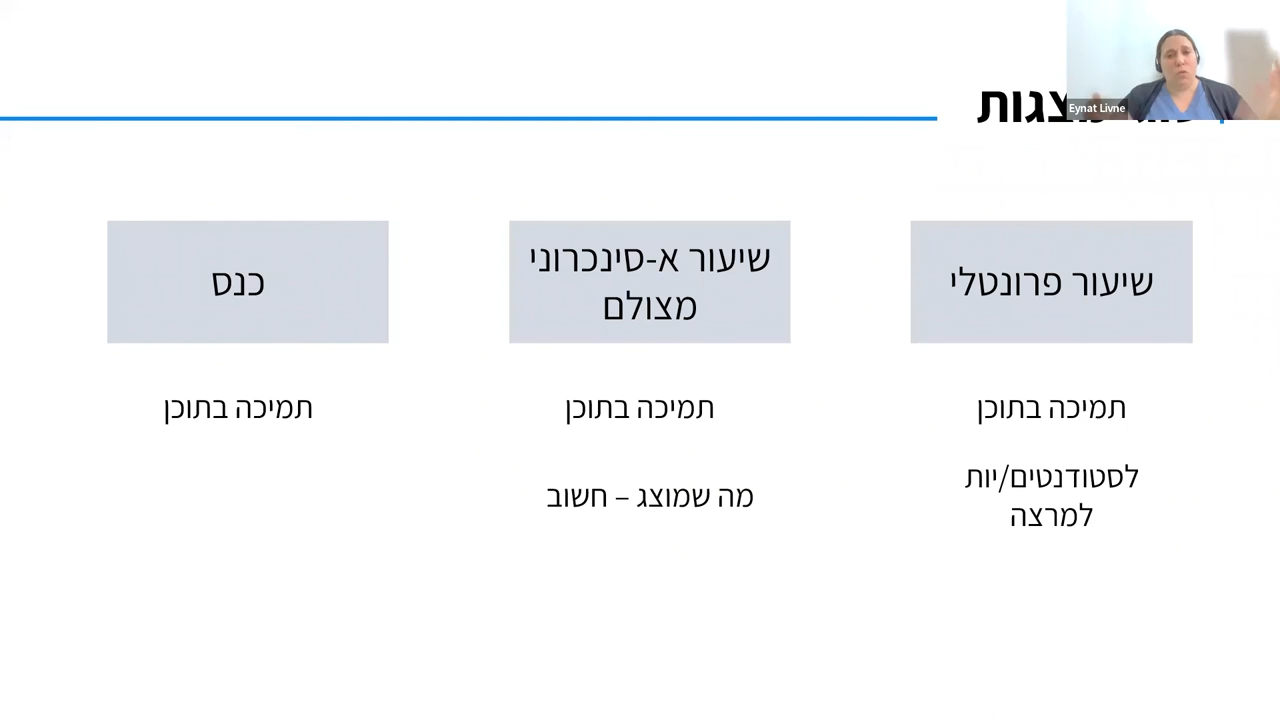 Eynat Livne
שיעור פרונטלי
תמיכה בתוכן
לסטודנטים/יות
למרצה
שיעור א-סינכרוני
מצולם
תמיכה בתוכן
מה שמוצג – חשוב
כנס
תמיכה בתוכן